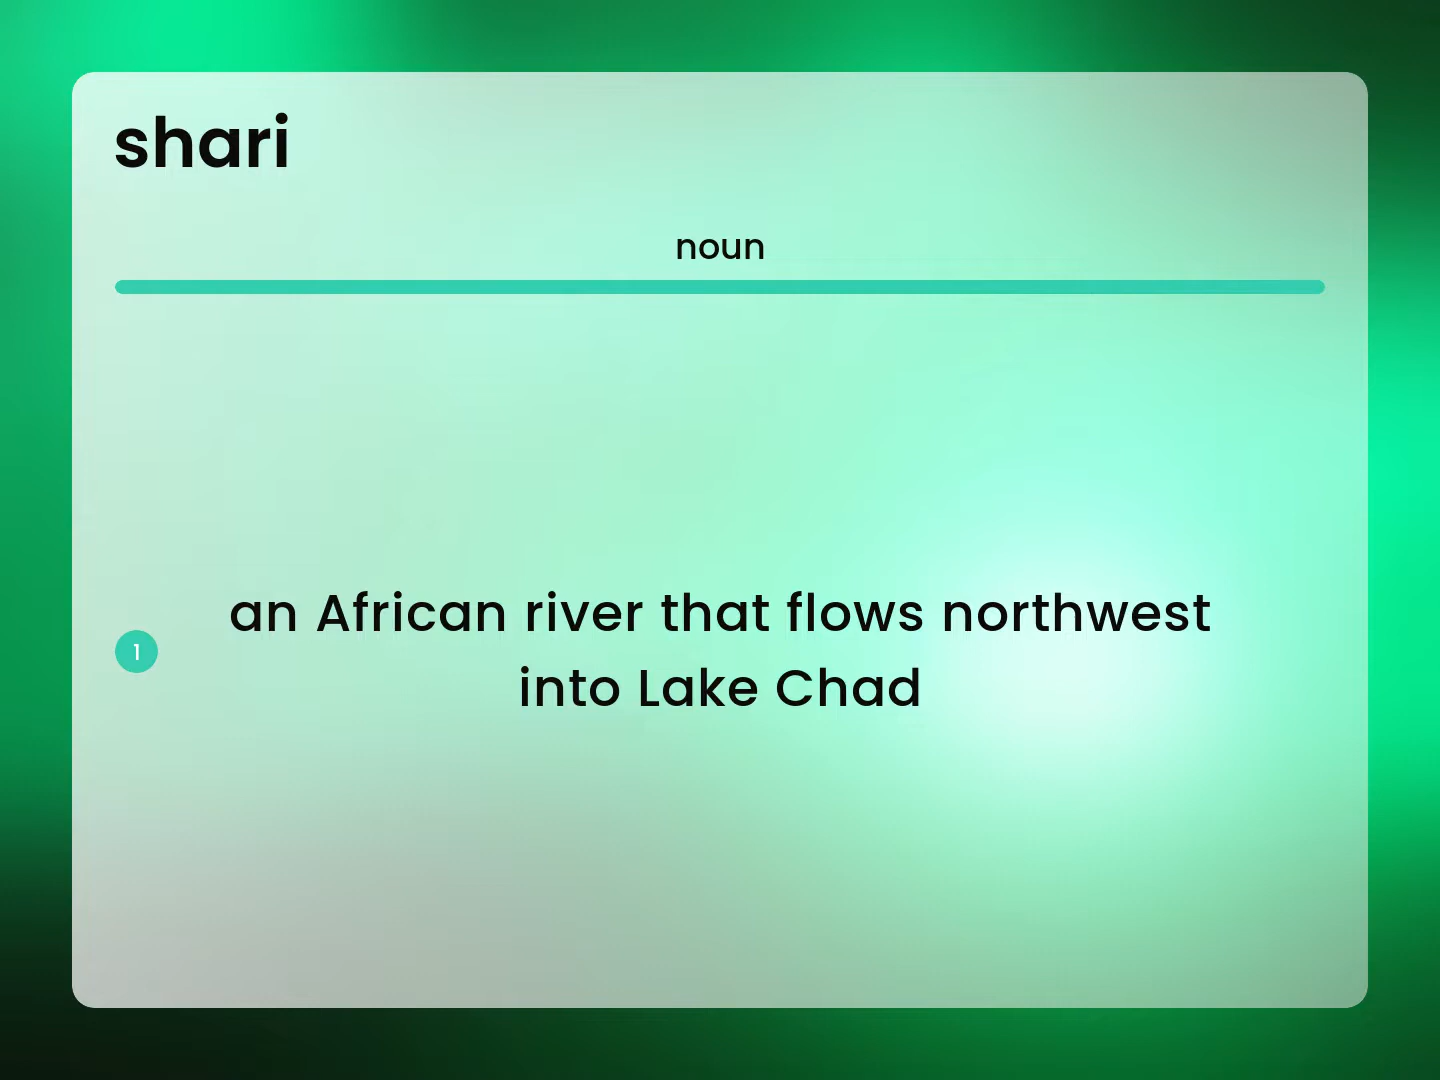 shari
noun
1
an African river that flows northwest
into Lake Chad